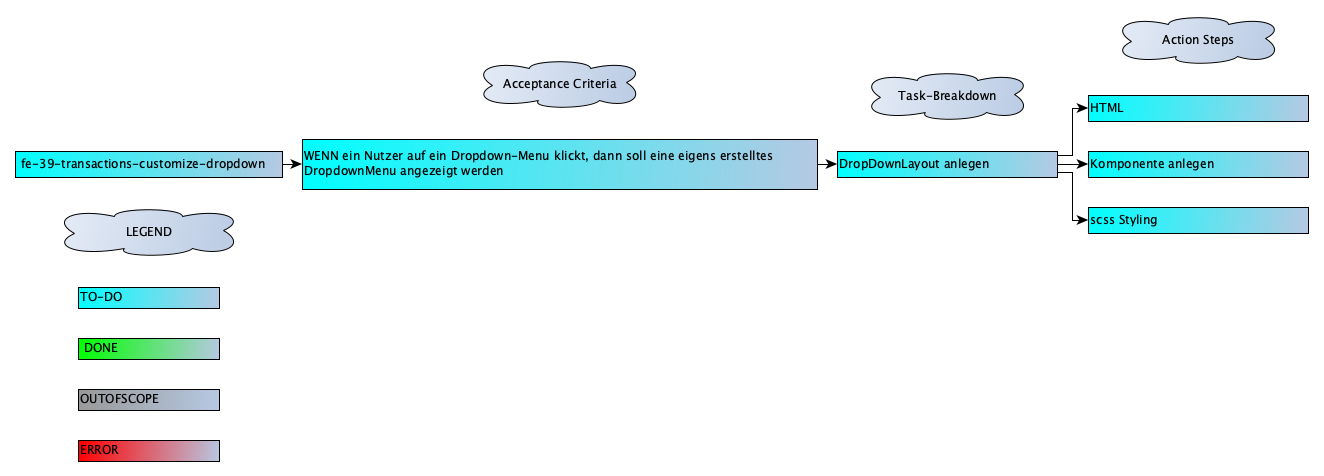 Action Steps
Acceptance Criteria
Task-Breakdown
HTML
fe-39-transactions-customize-dropdown
WENN ein Nutzer auf ein Dropdown-Menu klickt, dann soll eine eigens erstelltes
DropdownMenu angezeigt werden
DropDownLayout anlegen
Komponente anlegen
scss Styling
LEGEND
TO-DO
DONE
OUTOFSCOPE
ERROR